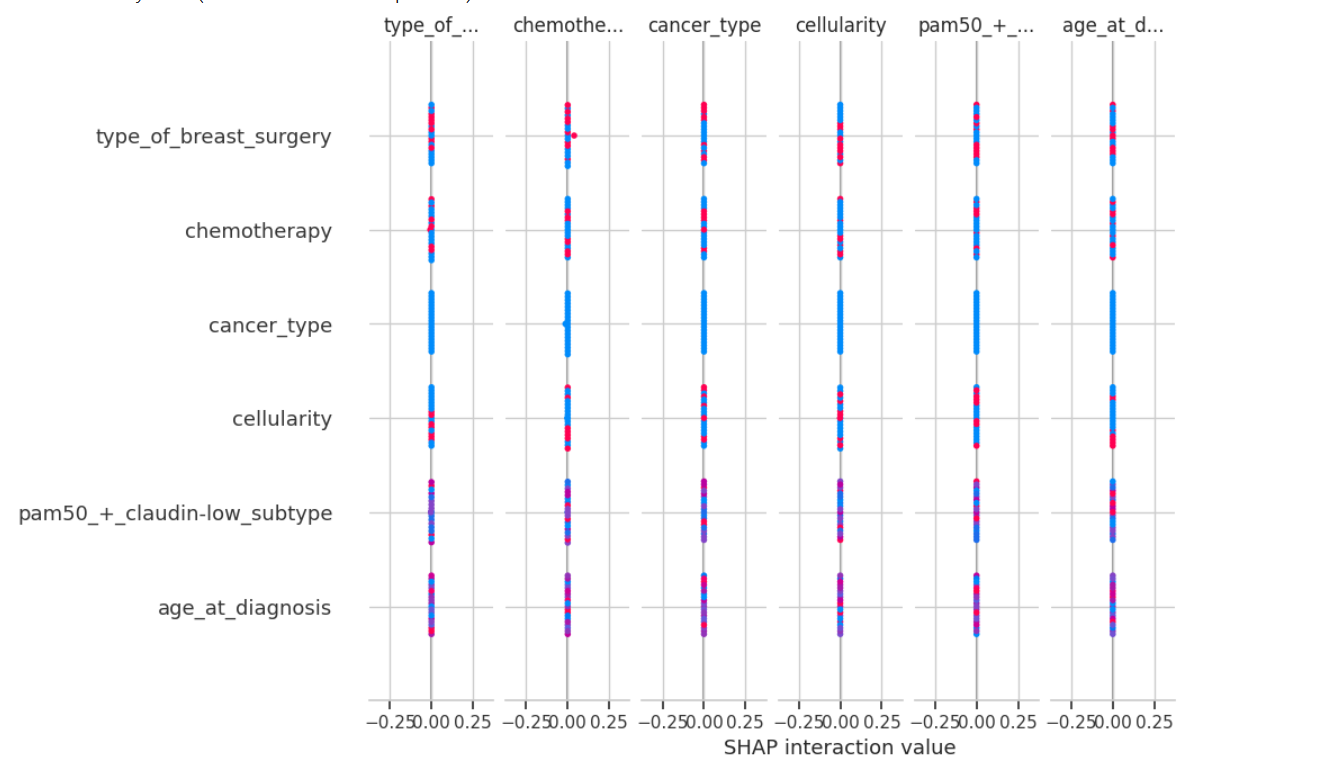 type_of_... chemothe... cancer_type cellularity pam50_+_... age_at_d...
type_of_breast_surgery
chemotherapy
cancer_type
cellularity
pam50_+_claudin-low_subtype
age_at_diagnosis
−0.25 0.00 0.25 −0.25 0.00 0.25 −0.25 0.00 0.25 −0.25 0.00 0.25 −0.25 0.00 0.25 −0.25 0.00 0.25
SHAP interaction value